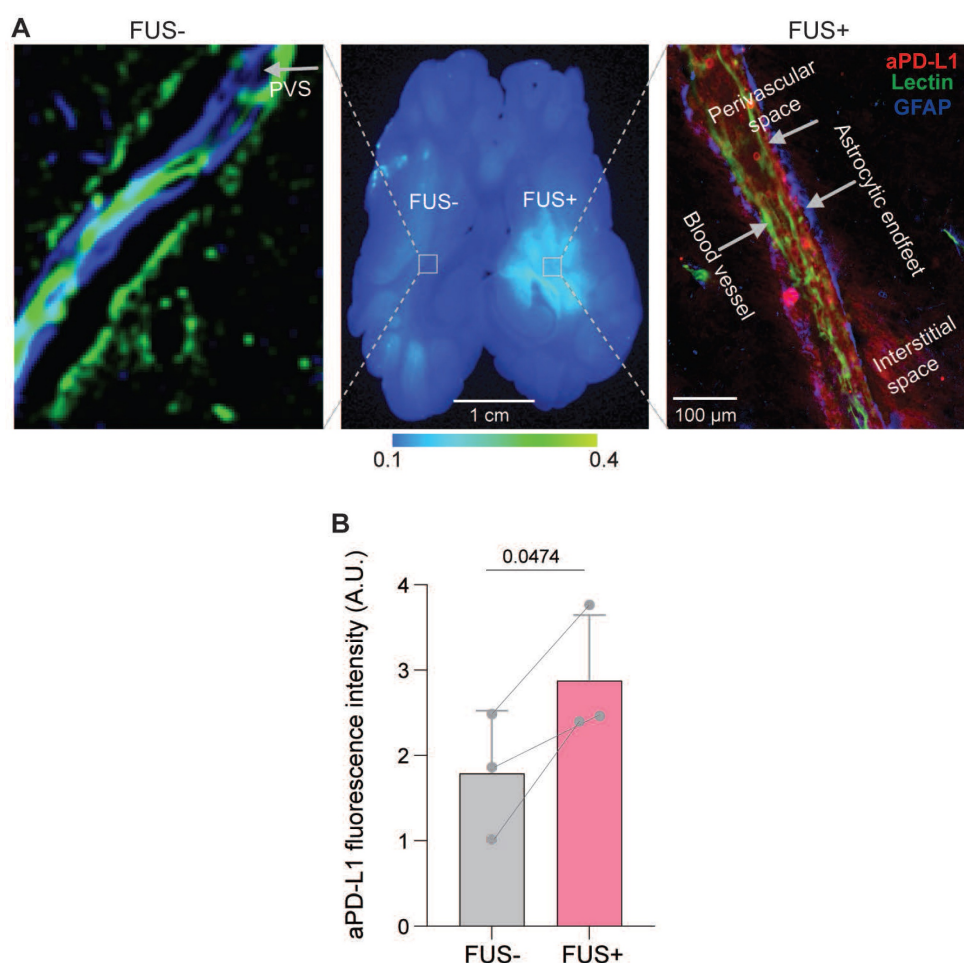 A
FUS-
FUS+
PVS
FUS-
FUS+
1 cm
0.1
0.4
aPD-L1
Lectin
GFAP
Perivascular
space
Astrocytic endfeet
Blood vessel
Interstitial
space
100 μm
B
0.0474
aPD-L1 fluorescence intensity (A.U.)
4
3
2
1
0
FUS-
FUS+